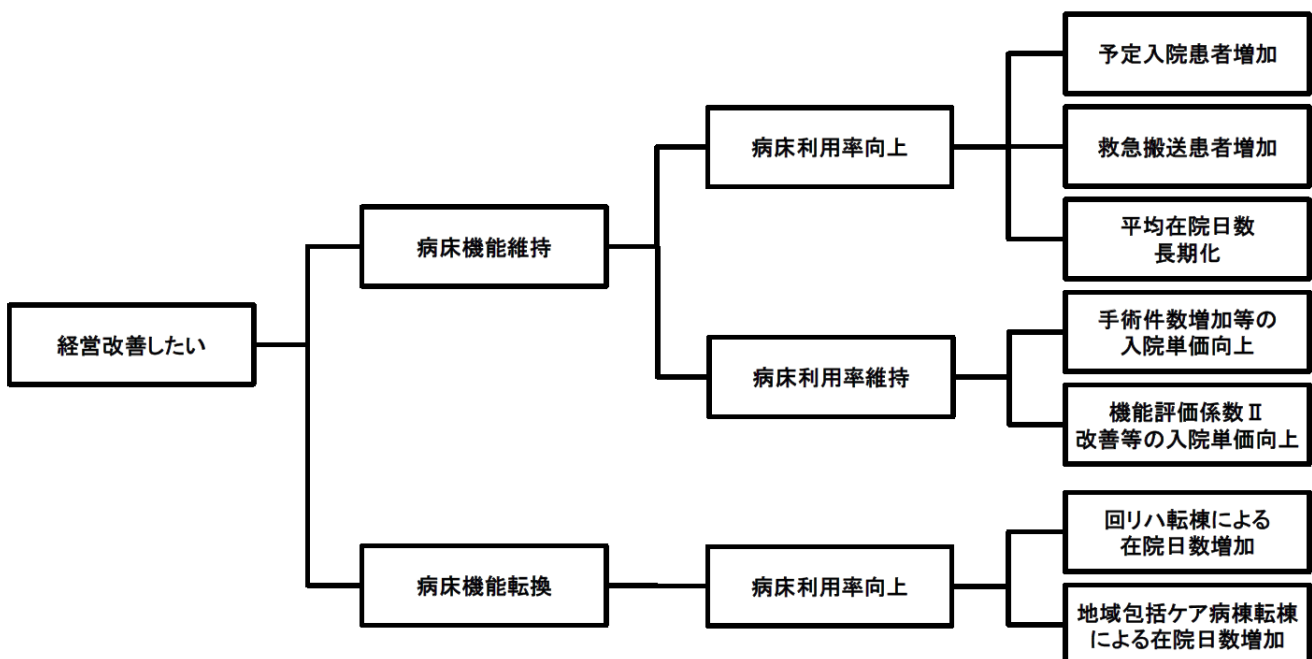 経営改善したい
病床機能維持
病床利用率向上
予定入院患者増加
救急搬送患者増加
平均在院日数
長期化
病床利用率維持
手術件数増加等の
入院単価向上
機能評価係数Ⅱ
改善等の入院単価向上
病床機能転換
病床利用率向上
回リハ転棟による
在院日数増加
地域包括ケア病棟転棟
による在院日数増加